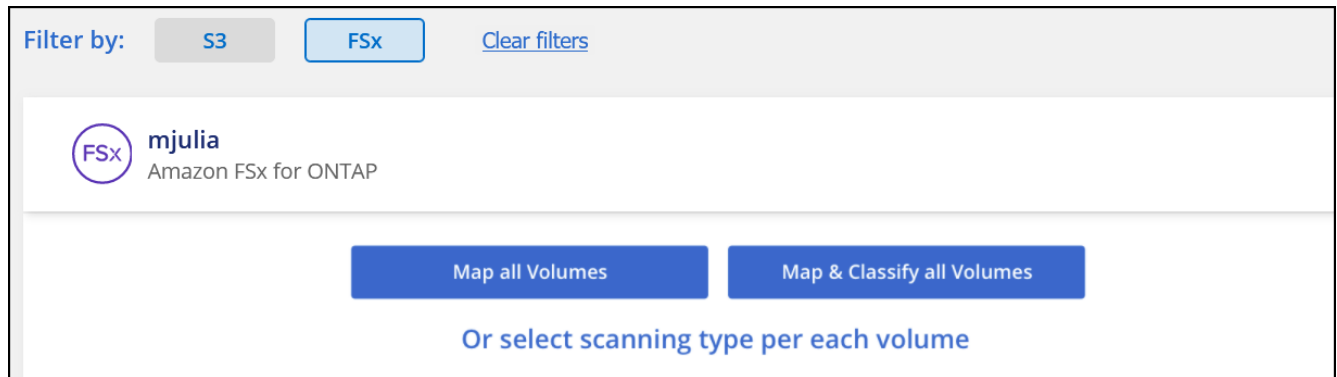 Filter by: S3 FSx Clear filters
FSx mjulia
Amazon FSx for ONTAP
Map all Volumes Map & Classify all Volumes
Or select scanning type per each volume